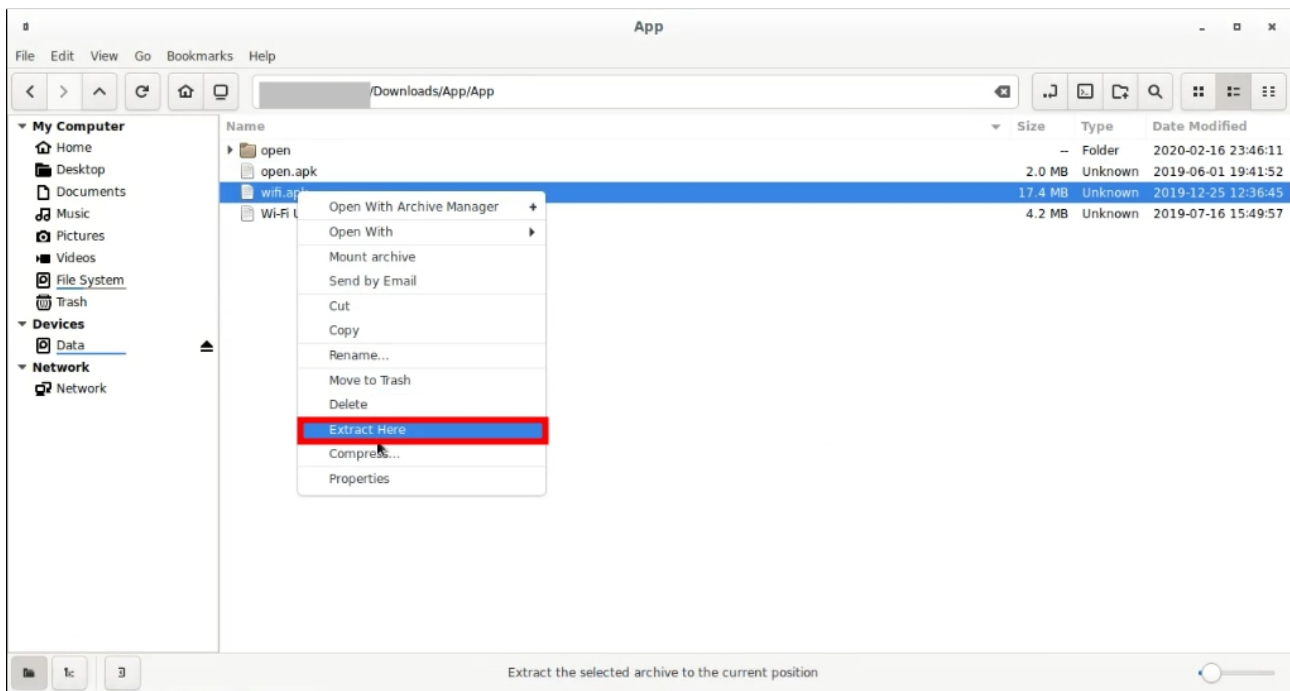 App
File Edit View Go Bookmarks Help
/Downloads/App/App
My Computer
Home
Desktop
Documents
Music
Pictures
Videos
File System
Trash
Devices
Data
Network
Network
Name Size Type Date Modified
open -- Folder 2020-02-16 23:46:11
open.apk 2.0 MB Unknown 2019-06-01 19:41:52
wifi.apk 17.4 MB Unknown 2019-12-25 12:36:45
Wi-Fi 4.2 MB Unknown 2019-07-16 15:49:57
Open With Archive Manager
Open With
Mount archive
Send by Email
Cut
Copy
Rename...
Move to Trash
Delete
Extract Here
Compress...
Properties
Extract the selected archive to the current position